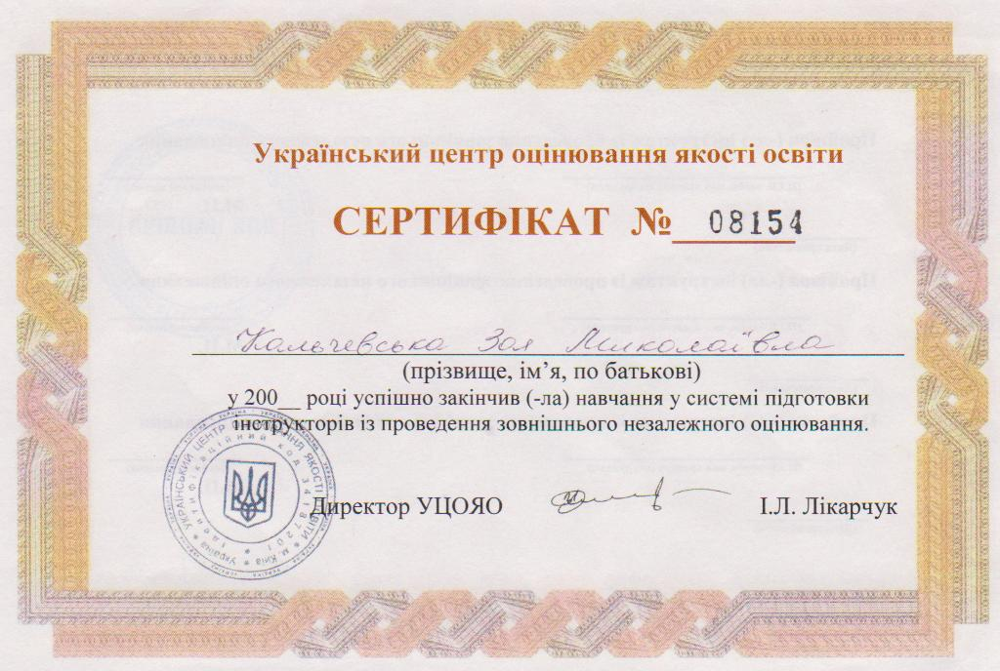 Український центр оцінювання якості освіти
СЕРТИФІКАТ № 08154
Кальчевська Зоя Миколаївна
(прізвище, ім’я, по батькові)
у 200__ році успішно закінчив (-ла) навчання у системі підготовки
інструкторів із проведення зовнішнього незалежного оцінювання.
Директор УЦОЯО І.Л. Лікарчук
УКРАЇНСЬКИЙ ЦЕНТР ОЦІНЮВАННЯ ЯКОСТІ ОСВІТИ * м. Київ * Україна *
ідентифікаційний код